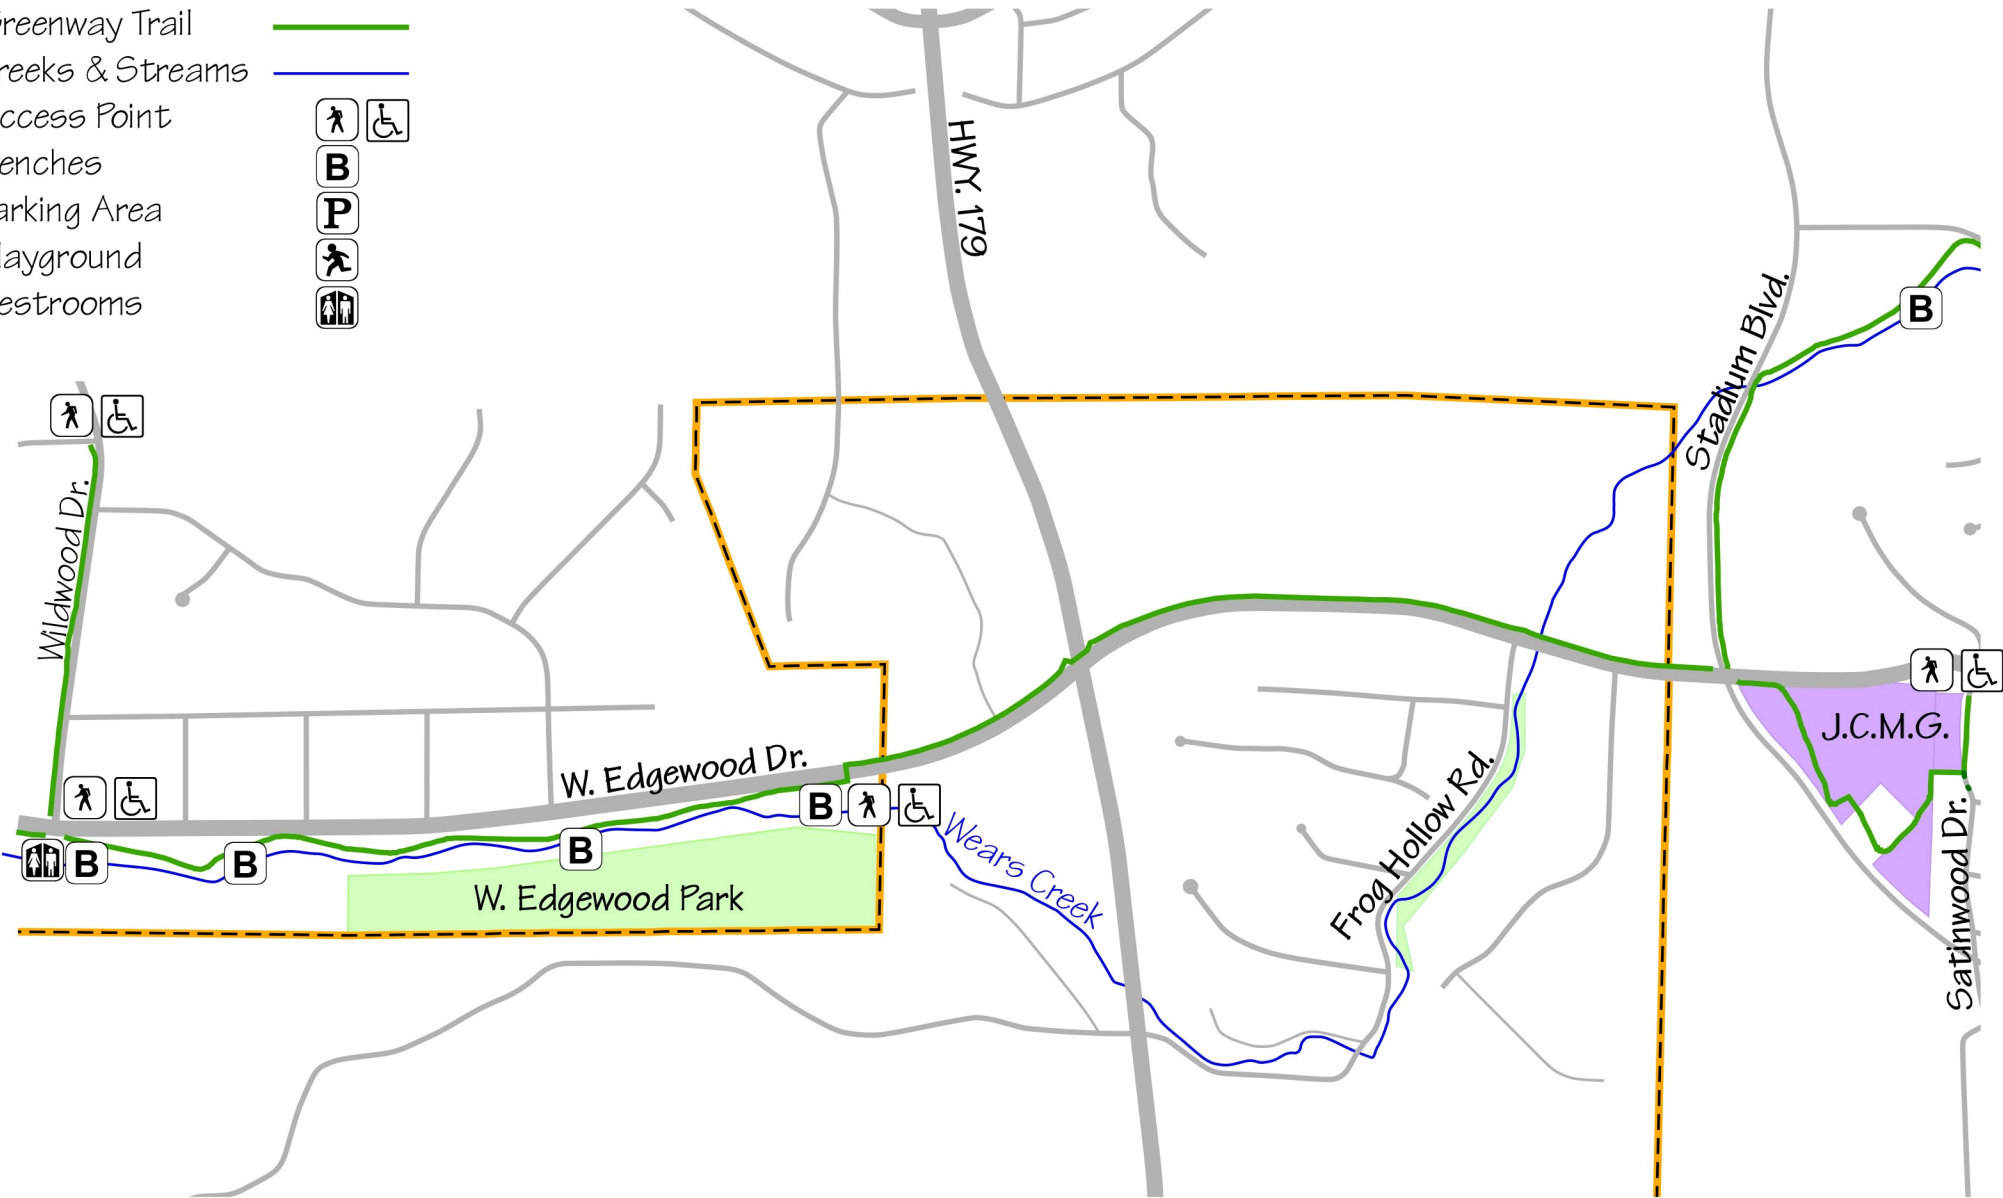 reenway Trail
reeks & Streams
ccess Point
enches
B
arking Area
P
layground
estrooms
HWY. 179
Stadium Blvd.
B
Wildwood Dr.
W. Edgewood Dr.
J.C.M.G.
B
B
B
B
W. Edgewood Park
Wears Creek
Frog Hollow Rd.
Satinwood Dr.